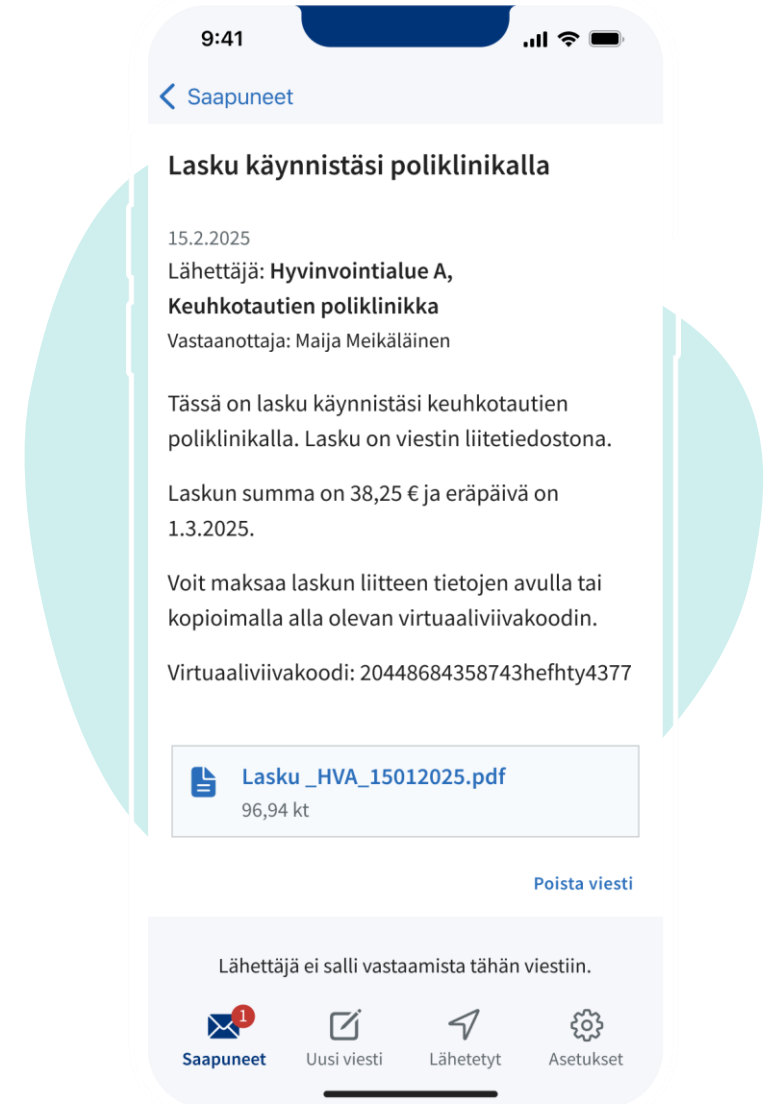 9:41
Saapuneet
Lasku käynnistäsi poliklinikalla
15.2.2025
Lähettäjä: Hyvinvointialue A,
Keuhkotautien poliklinikka
Vastaanottaja: Maija Meikäläinen
Tässä on lasku käynnistäsi keuhkotautien
poliklinikalla. Lasku on viestin liitetiedostona.
Laskun summa on 38,25 € ja eräpäivä on
1.3.2025.
Voit maksaa laskun liitteen tietojen avulla tai
kopioimalla alla olevan virtuaaliviivakoodin.
Virtuaaliviivakoodi: 20448684358743hefhty4377
Lasku _HVA_15012025.pdf
96,94 kt
Poista viesti
Lähettäjä ei salli vastaamista tähän viestiin.
1
Saapuneet Uusi viesti Lähetetyt Asetukset